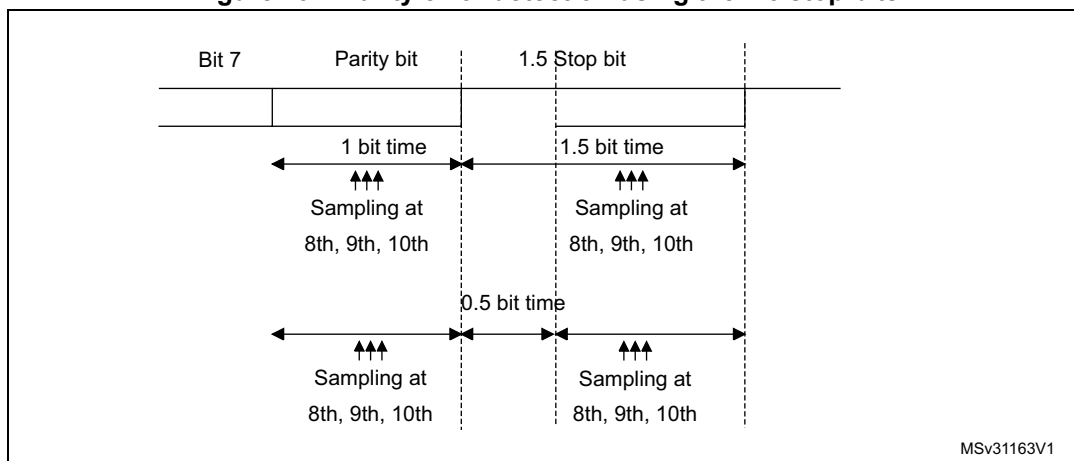 Bit 7 Parity bit 1.5 Stop bit
1 bit time 1.5 bit time
Sampling at Sampling at
8th, 9th, 10th 8th, 9th, 10th
0.5 bit time
Sampling at Sampling at
8th, 9th, 10th 8th, 9th, 10th
MSv31163V1